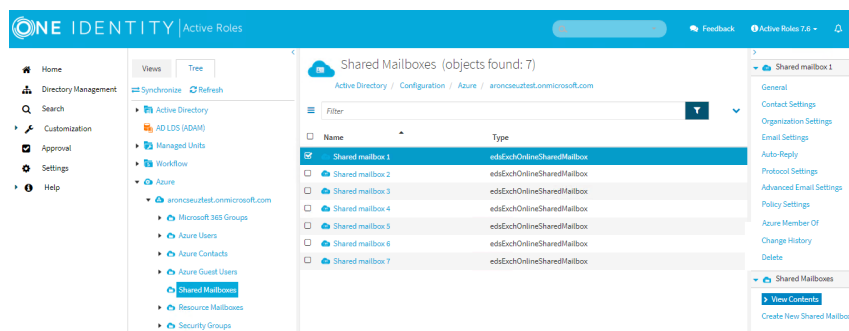 ONE IDENTITY Active Roles
Feedback
Active Roles 7.6
Home
Directory Management
Search
Customization
Approval
Settings
Help
Views Tree
Synchronize Refresh
Active Directory
AD LDS (ADAM)
Managed Units
Workflow
Azure
aroncseuztest.onmicrosoft.com
Microsoft 365 Groups
Azure Users
Azure Contacts
Azure Guest Users
Shared Mailboxes
Resource Mailboxes
Security Groups
Shared Mailboxes (objects found: 7)
Active Directory / Configuration / Azure / aroncseuztest.onmicrosoft.com
Filter
Name Type
Shared mailbox 1 edsExchOnlineSharedMailbox
Shared mailbox 2 edsExchOnlineSharedMailbox
Shared mailbox 3 edsExchOnlineSharedMailbox
Shared mailbox 4 edsExchOnlineSharedMailbox
Shared mailbox 5 edsExchOnlineSharedMailbox
Shared mailbox 6 edsExchOnlineSharedMailbox
Shared mailbox 7 edsExchOnlineSharedMailbox
Shared mailbox 1
General
Contact Settings
Organization Settings
Email Settings
Auto-Reply
Protocol Settings
Advanced Email Settings
Policy Settings
Azure Member Of
Change History
Delete
Shared Mailboxes
View Contents
Create New Shared Mailbo